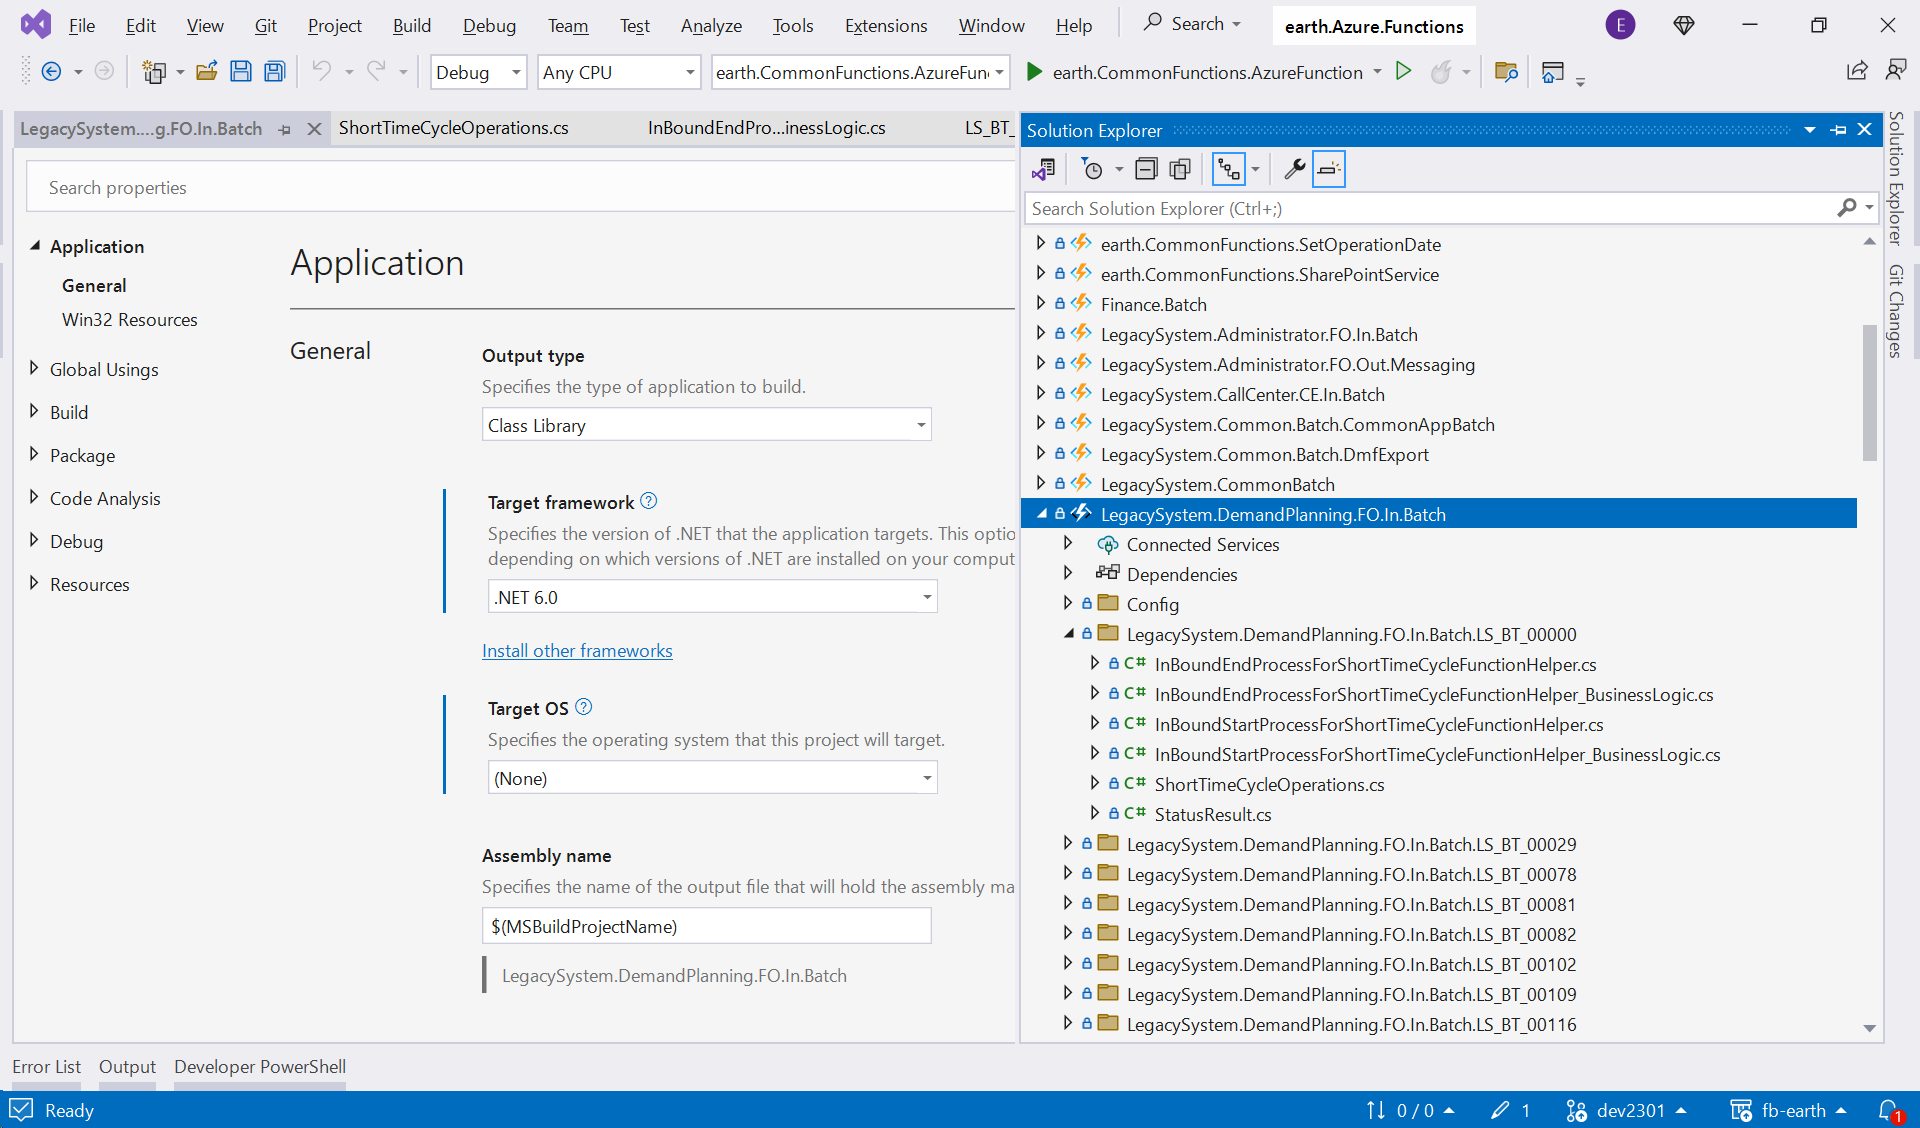 File Edit View Git Project Build Debug Team Test Analyze Tools Extensions Window Help Search earth.Azure.Functions E
Debug Any CPU earth.CommonFunctions.AzureFun earth.CommonFunctions.AzureFunction
LegacySystem....g.FO.In.Batch ShortTimeCycleOperations.cs InBoundEndPro...inessLogic.cs LS_BT_
Search properties
Application
General
Win32 Resources
Global Usings
Build
Package
Code Analysis
Debug
Resources
Application
General
Output type
Specifies the type of application to build.
Class Library
Target framework
Specifies the version of .NET that the application targets. This optio
depending on which versions of .NET are installed on your comput
.NET 6.0
Install other frameworks
Target OS
Specifies the operating system that this project will target.
(None)
Assembly name
Specifies the name of the output file that will hold the assembly ma
$(MSBuildProjectName)
LegacySystem.DemandPlanning.FO.In.Batch
Solution Explorer
Search Solution Explorer (Ctrl+;)
earth.CommonFunctions.SetOperationDate
earth.CommonFunctions.SharePointService
Finance.Batch
LegacySystem.Administrator.FO.In.Batch
LegacySystem.Administrator.FO.Out.Messaging
LegacySystem.CallCenter.CE.In.Batch
LegacySystem.Common.Batch.CommonAppBatch
LegacySystem.Common.Batch.DmfExport
LegacySystem.CommonBatch
LegacySystem.DemandPlanning.FO.In.Batch
Connected Services
Dependencies
Config
LegacySystem.DemandPlanning.FO.In.Batch.LS_BT_00000
C# InBoundEndProcessForShortTimeCycleFunctionHelper.cs
C# InBoundEndProcessForShortTimeCycleFunctionHelper_BusinessLogic.cs
C# InBoundStartProcessForShortTimeCycleFunctionHelper.cs
C# InBoundStartProcessForShortTimeCycleFunctionHelper_BusinessLogic.cs
C# ShortTimeCycleOperations.cs
C# StatusResult.cs
LegacySystem.DemandPlanning.FO.In.Batch.LS_BT_00029
LegacySystem.DemandPlanning.FO.In.Batch.LS_BT_00078
LegacySystem.DemandPlanning.FO.In.Batch.LS_BT_00081
LegacySystem.DemandPlanning.FO.In.Batch.LS_BT_00082
LegacySystem.DemandPlanning.FO.In.Batch.LS_BT_00102
LegacySystem.DemandPlanning.FO.In.Batch.LS_BT_00109
LegacySystem.DemandPlanning.FO.In.Batch.LS_BT_00116
Solution Explorer
Git Changes
Error List Output Developer PowerShell
Ready 0 / 0 1 dev2301 fb-earth 1